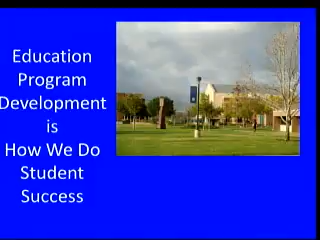 Education
Program
Development
is
How We Do
Student
Success